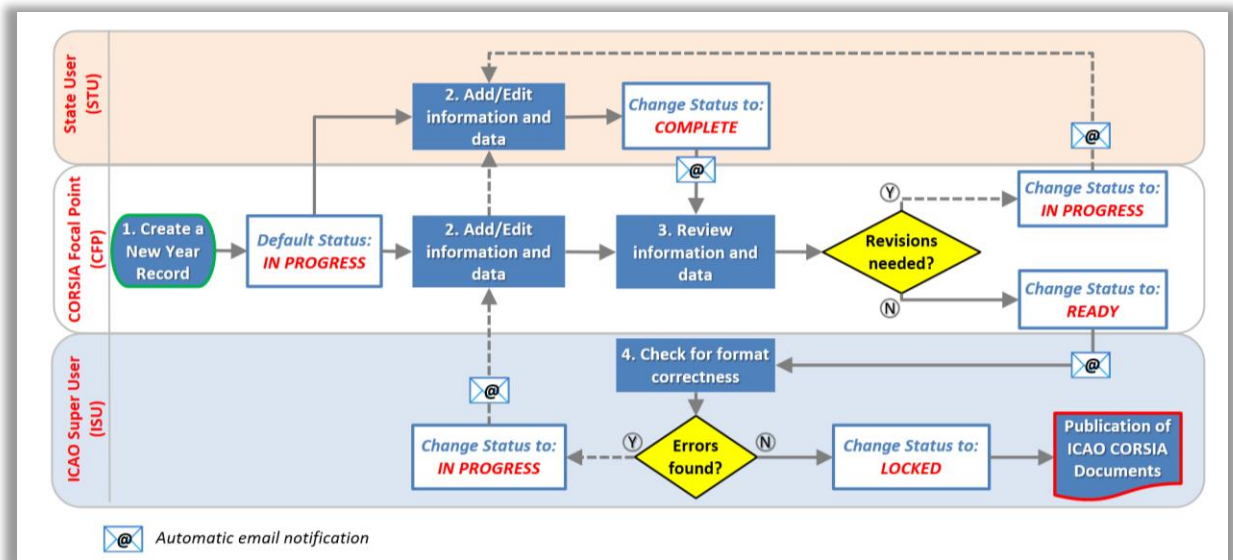 State User
(STU)
2. Add/Edit
information and
data
Change Status to:
COMPLETE
@
@
CORSIA Focal Point
(CFP)
1. Create a
New Year
Record
Default Status:
IN PROGRESS
2. Add/Edit
information and
data
3. Review
information and
data
Revisions
needed?
Y
N
Change Status to:
IN PROGRESS
Change Status to:
READY
@
ICAO Super User
(ISU)
4. Check for format
correctness
@
Change Status to:
IN PROGRESS
Y
Errors
found?
N
Change Status to:
LOCKED
Publication of
ICAO CORSIA
Documents
@ Automatic email notification